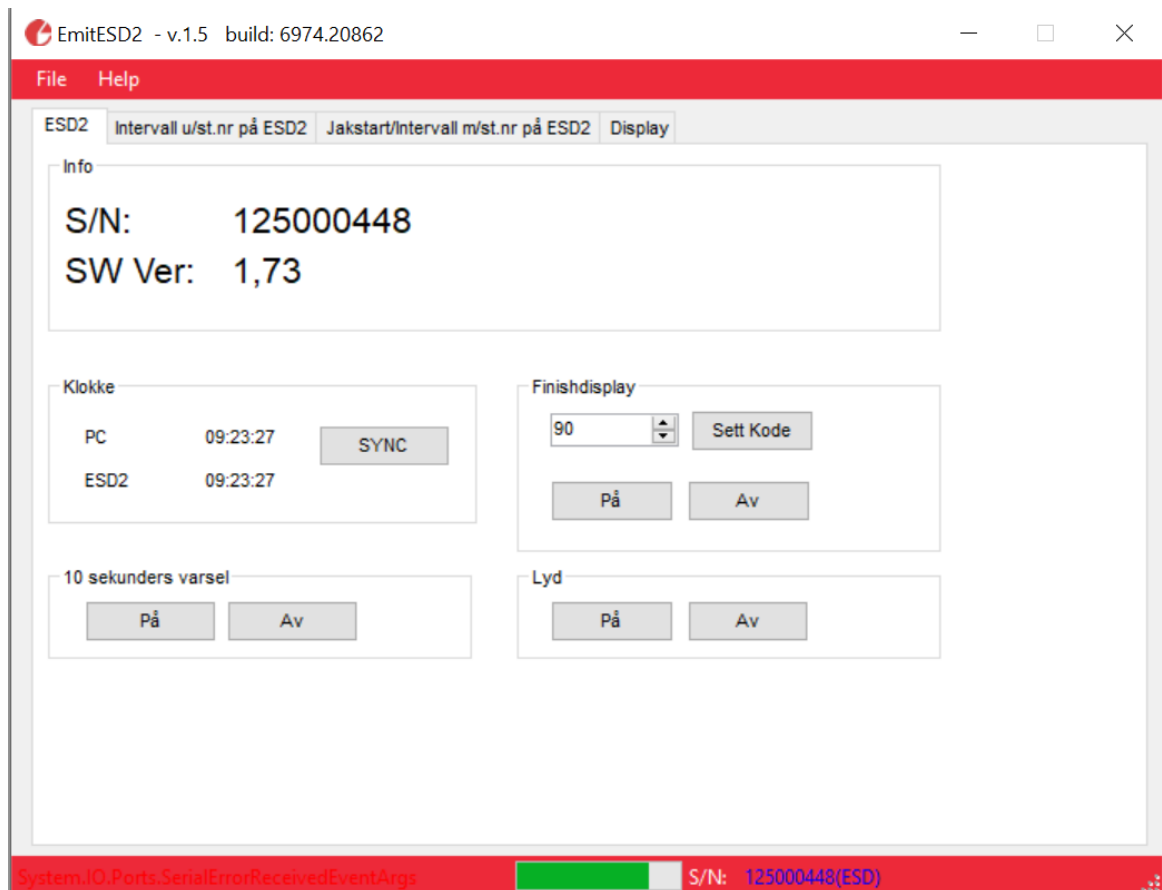 EmitESD2 - v.1.5 build: 6974.20862
File Help
ESD2 Intervall u/st.nr på ESD2 Jakstart/Intervall m/st.nr på ESD2 Display
Info
S/N: 125000448
SW Ver: 1,73
Klokke
PC 09:23:27
SYNC
ESD2 09:23:27
Finishdisplay
90 Sett Kode
På Av
10 sekunders varsel
På Av
Lyd
På Av
System.IO.Ports.SerialErrorReceivedEventArgs S/N: 125000448(ESD)